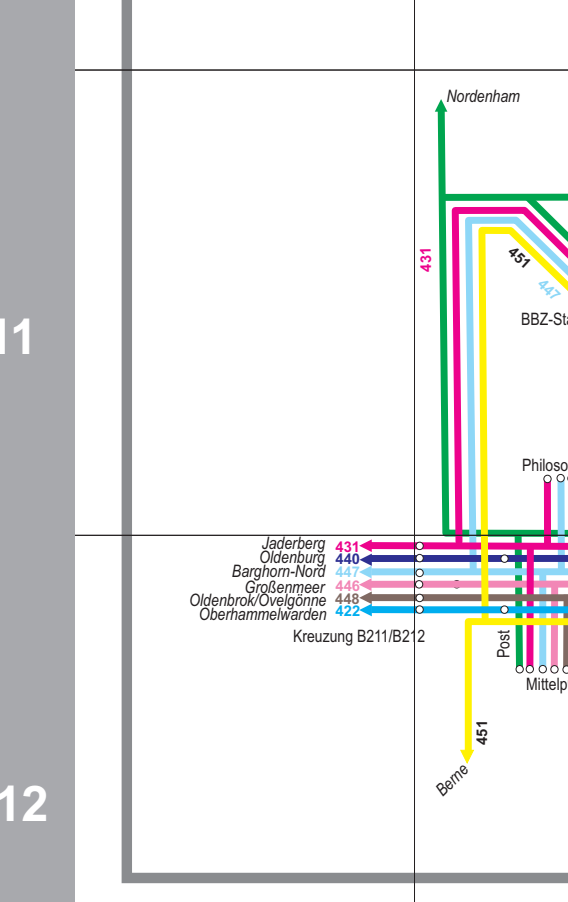 Nordenham
431
451
447
11
BBZ-Sta
Philoso
Jaderberg 431
Oldenburg 440
Barghorn-Nord 447
Großenmeer 446
Oldenbrok/Ovelgönne 448
Oberhammelwarden 422
Kreuzung B211/B212
Post
Mittelp
451
Berne
12